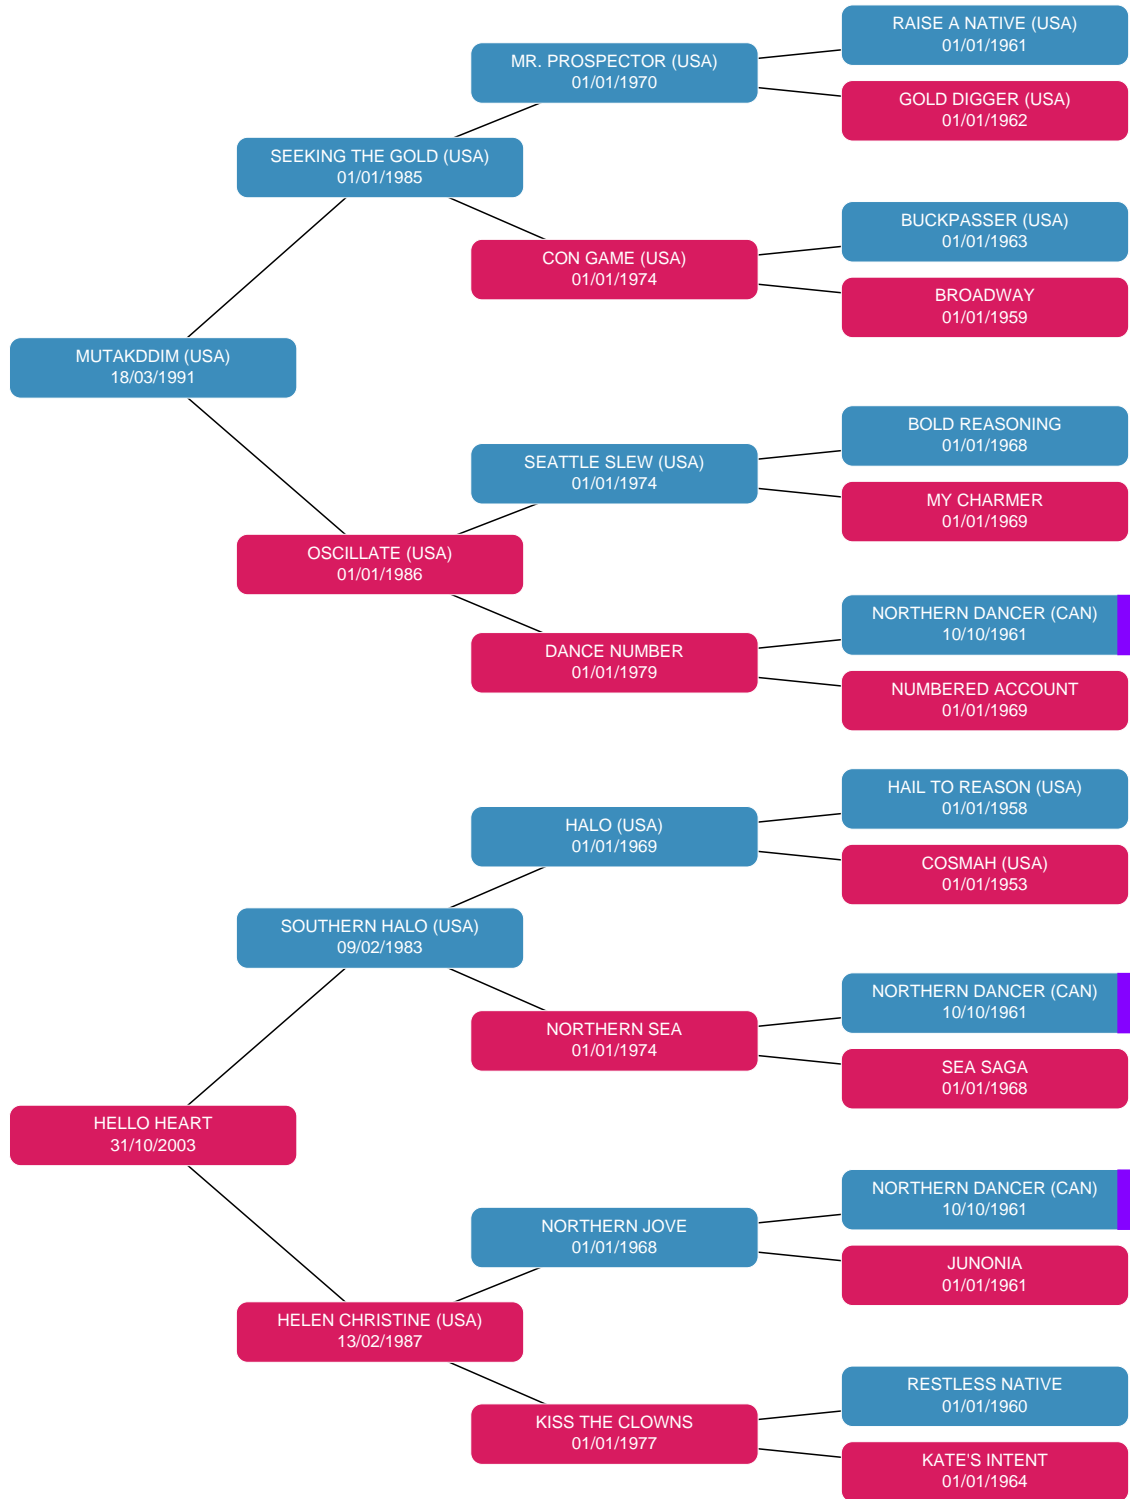 RAISE A NATIVE (USA)
01/01/1961
MR. PROSPECTOR (USA)
01/01/1970
GOLD DIGGER (USA)
01/01/1962
SEEKING THE GOLD (USA)
01/01/1985
BUCKPASSER (USA)
01/01/1963
CON GAME (USA)
01/01/1974
BROADWAY
01/01/1959
MUTAKDDIM (USA)
18/03/1991
BOLD REASONING
01/01/1968
SEATTLE SLEW (USA)
01/01/1974
MY CHARMER
01/01/1969
OSCILLATE (USA)
01/01/1986
NORTHERN DANCER (CAN)
10/10/1961
DANCE NUMBER
01/01/1979
NUMBERED ACCOUNT
01/01/1969
HAIL TO REASON (USA)
01/01/1958
HALO (USA)
01/01/1969
COSMAH (USA)
01/01/1953
SOUTHERN HALO (USA)
09/02/1983
NORTHERN DANCER (CAN)
10/10/1961
NORTHERN SEA
01/01/1974
SEA SAGA
01/01/1968
HELLO HEART
31/10/2003
NORTHERN DANCER (CAN)
10/10/1961
NORTHERN JOVE
01/01/1968
JUNONIA
01/01/1961
HELEN CHRISTINE (USA)
13/02/1987
RESTLESS NATIVE
01/01/1960
KISS THE CLOWNS
01/01/1977
KATE'S INTENT
01/01/1964